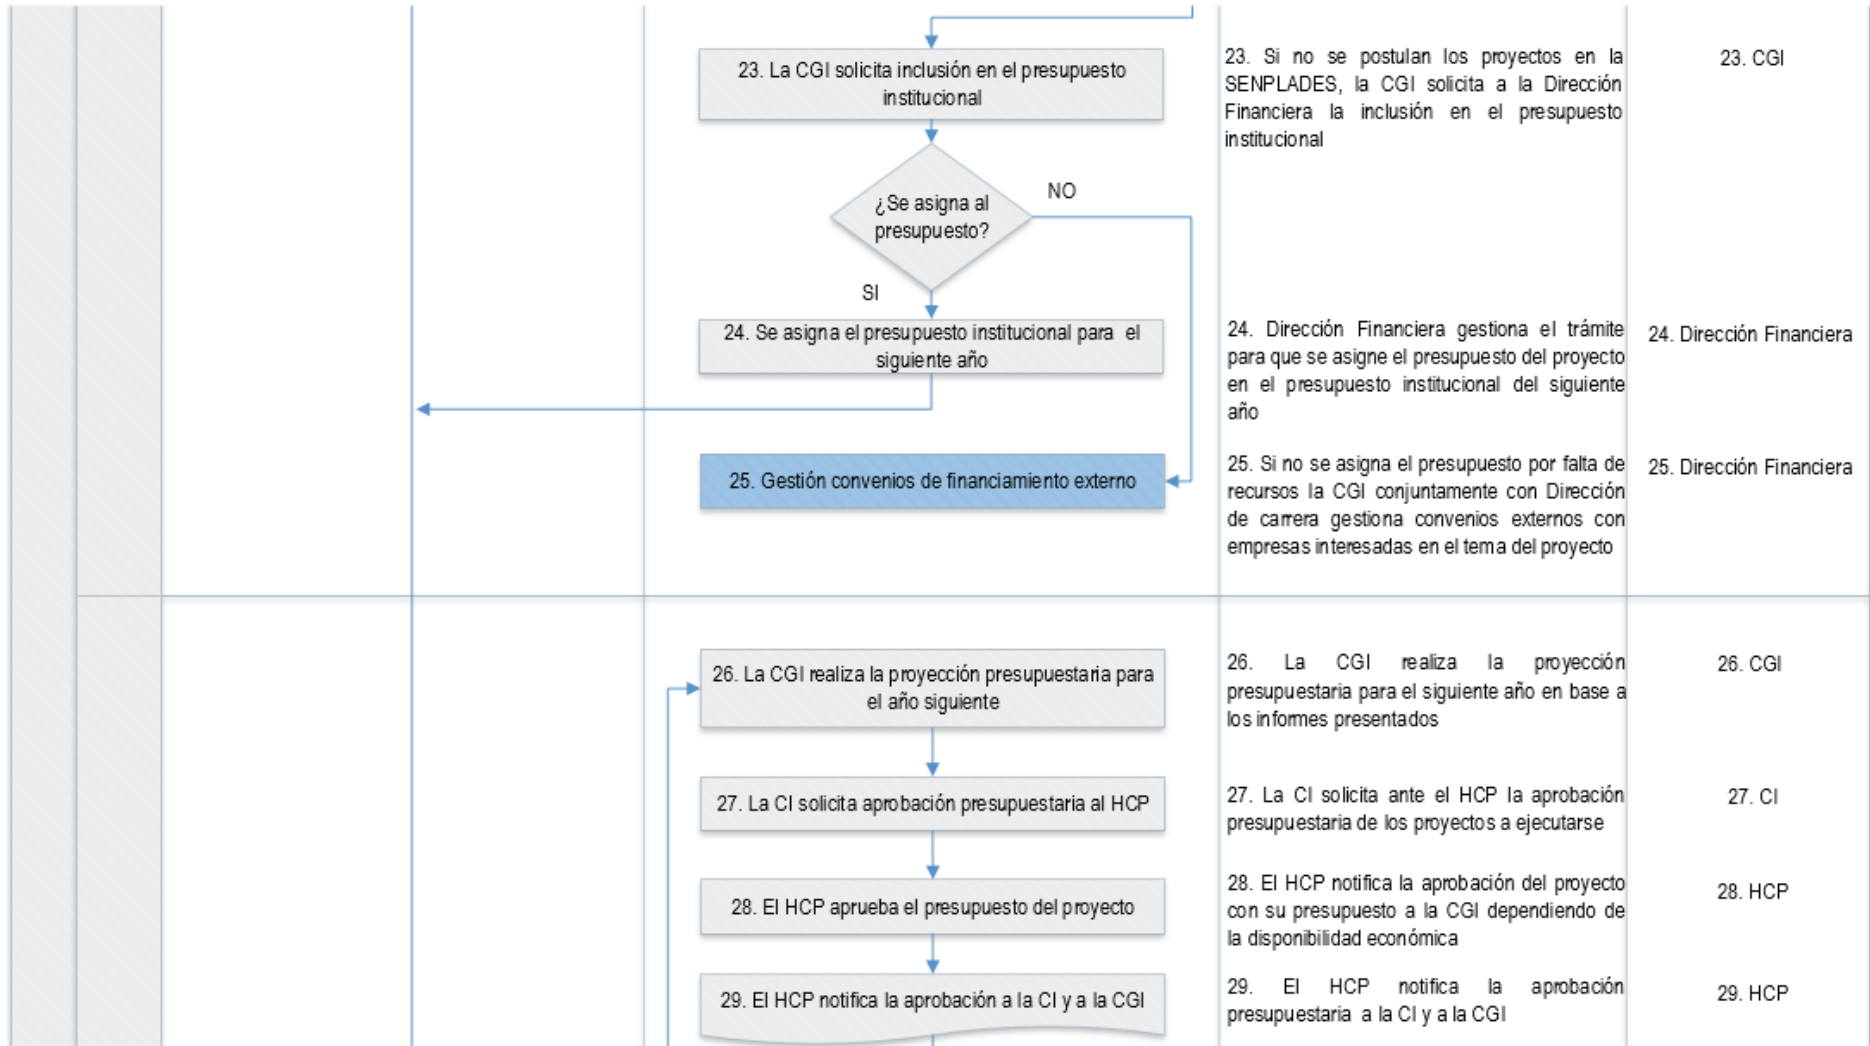 23. La CGI solicita inclusión en el presupuesto
institucional
23. Si no se postulan los proyectos en la
SENPLADES, la CGI solicita a la Dirección
Financiera la inclusión en el presupuesto
institucional
23. CGI
¿Se asigna al
presupuesto?
NO
SI
24. Se asigna el presupuesto institucional para el
siguiente año
24. Dirección Financiera gestiona el trámite
para que se asigne el presupuesto del proyecto
en el presupuesto institucional del siguiente
año
24. Dirección Financiera
25. Gestión convenios de financiamiento externo
25. Si no se asigna el presupuesto por falta de
recursos la CGI conjuntamente con Dirección
de carrera gestiona convenios externos con
empresas interesadas en el tema del proyecto
25. Dirección Financiera
26. La CGI realiza la proyección presupuestaria para
el año siguiente
26. La CGI realiza la proyección
presupuestaria para el siguiente año en base a
los informes presentados
26. CGI
27. La CI solicita aprobación presupuestaria al HCP
27. La CI solicita ante el HCP la aprobación
presupuestaria de los proyectos a ejecutarse
27. CI
28. El HCP aprueba el presupuesto del proyecto
28. El HCP notifica la aprobación del proyecto
con su presupuesto a la CGI dependiendo de
la disponibilidad económica
28. HCP
29. El HCP notifica la aprobación a la CI y a la CGI
29. El HCP notifica la aprobación
presupuestaria a la CI y a la CGI
29. HCP